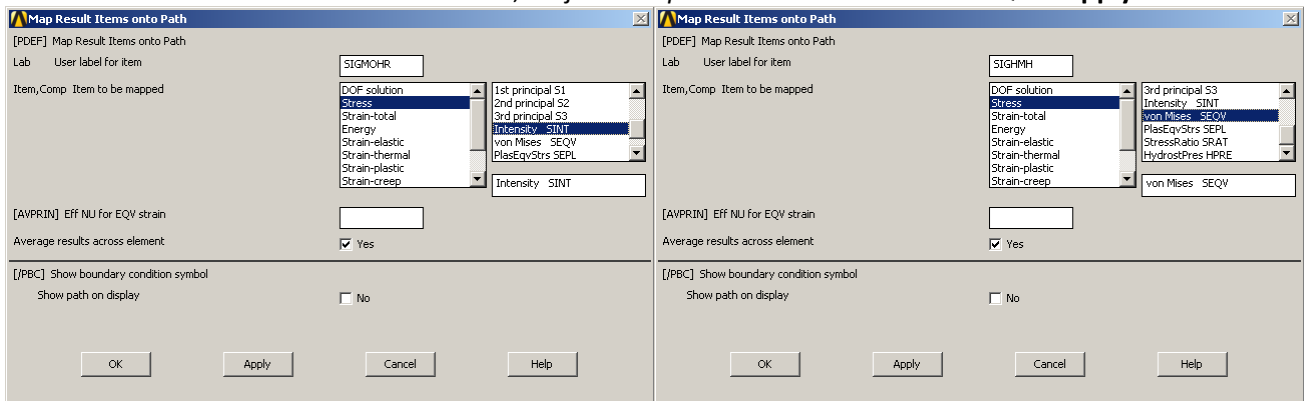 Apply
Map Result Items onto Path
[PDEF] Map Result Items onto Path
Lab User label for item SIGMOHR
Item,Comp Item to be mapped
DOF solution
Stress
Strain-total
Energy
Strain-elastic
Strain-thermal
Strain-plastic
Strain-creep
1st principal S1
2nd principal S2
3rd principal S3
Intensity SINT
von Mises SEQV
PlasEqvStrs SEPL
Intensity SINT
[AVPRIN] Eff NU for EQV strain
Average results across element Yes
[/PBC] Show boundary condition symbol
Show path on display No
OK Apply Cancel Help
Map Result Items onto Path
[PDEF] Map Result Items onto Path
Lab User label for item SIGHMH
Item,Comp Item to be mapped
DOF solution
Stress
Strain-total
Energy
Strain-elastic
Strain-thermal
Strain-plastic
Strain-creep
3rd principal S3
Intensity SINT
von Mises SEQV
PlasEqvStrs SEPL
StressRatio SRAT
HydrostPres HPRE
von Mises SEQV
[AVPRIN] Eff NU for EQV strain
Average results across element Yes
[/PBC] Show boundary condition symbol
Show path on display No
OK Apply Cancel Help